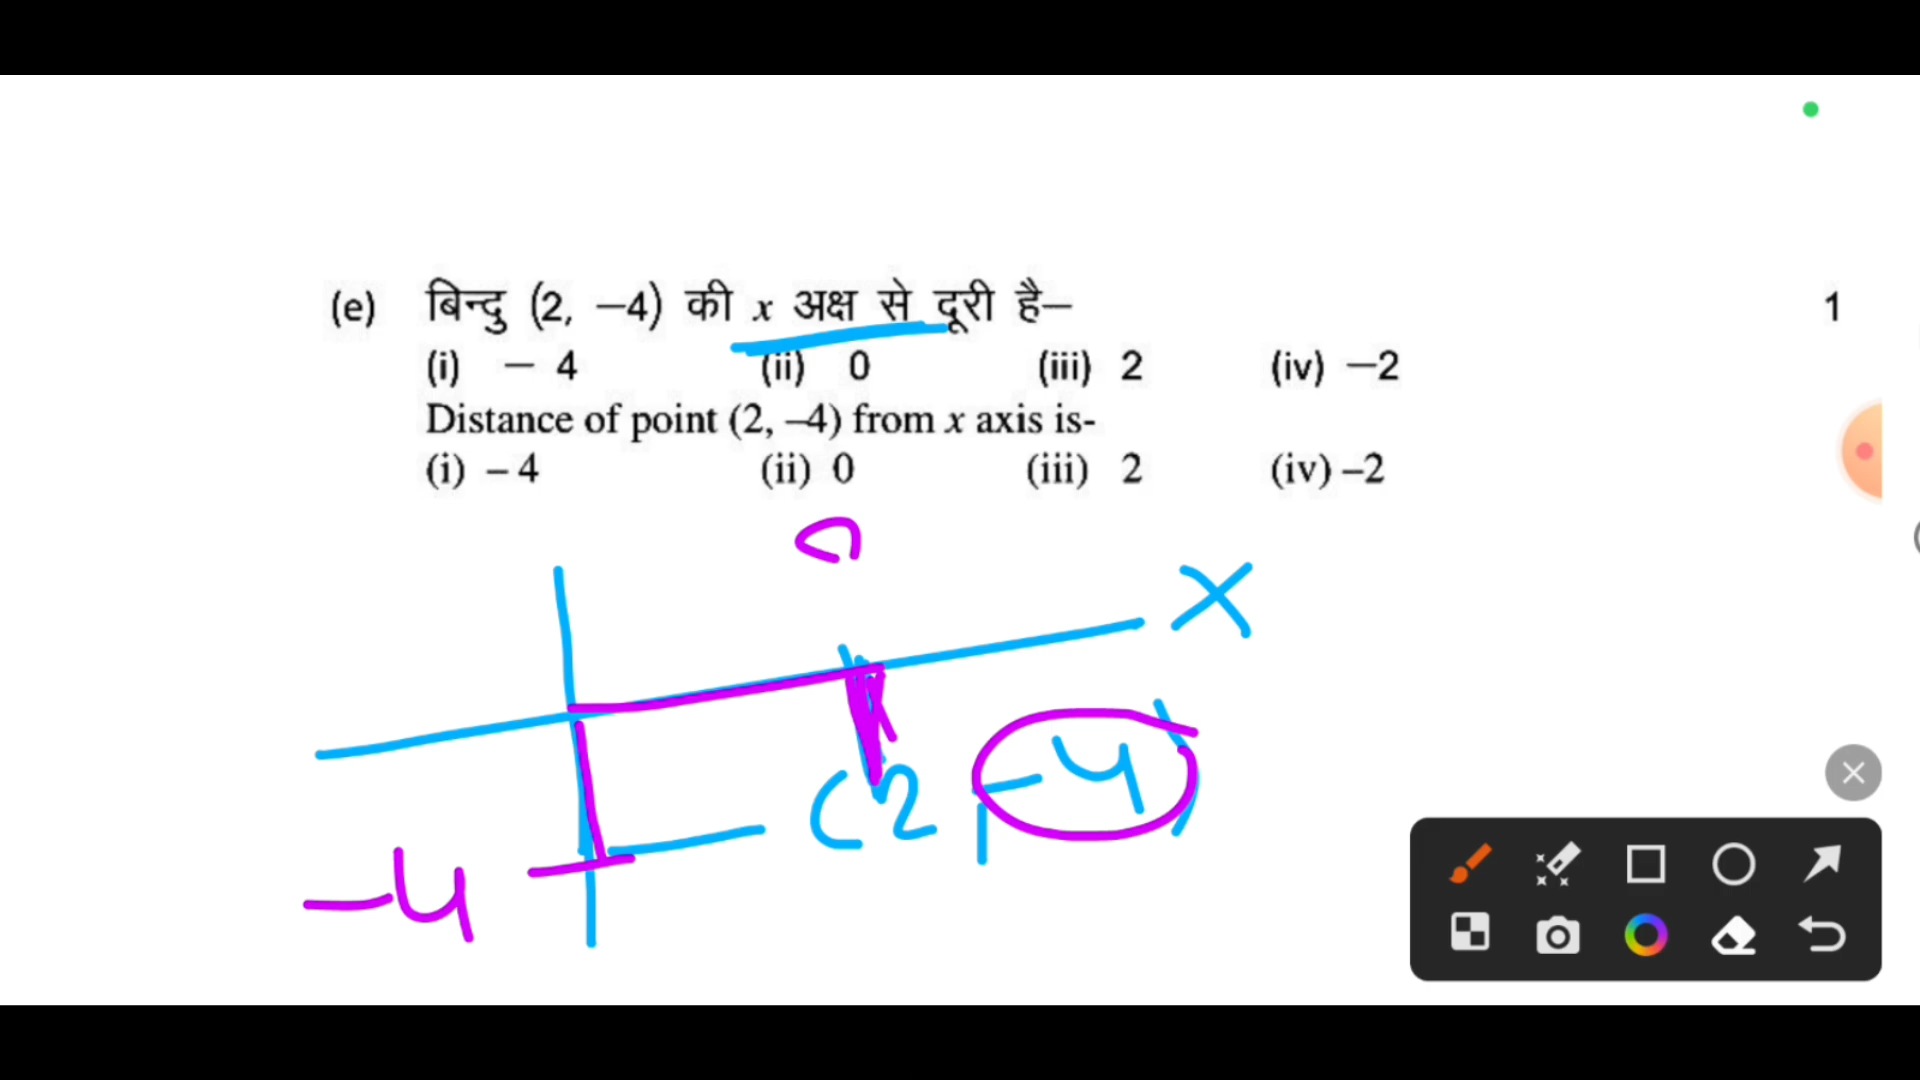 (e) बिन्दु (2, –4) की x अक्ष से दूरी है– 1
(i) – 4 (ii) 0 (iii) 2 (iv) –2
Distance of point (2, –4) from x axis is-
(i) – 4 (ii) 0 (iii) 2 (iv) –2
X
(2, -4)
-4